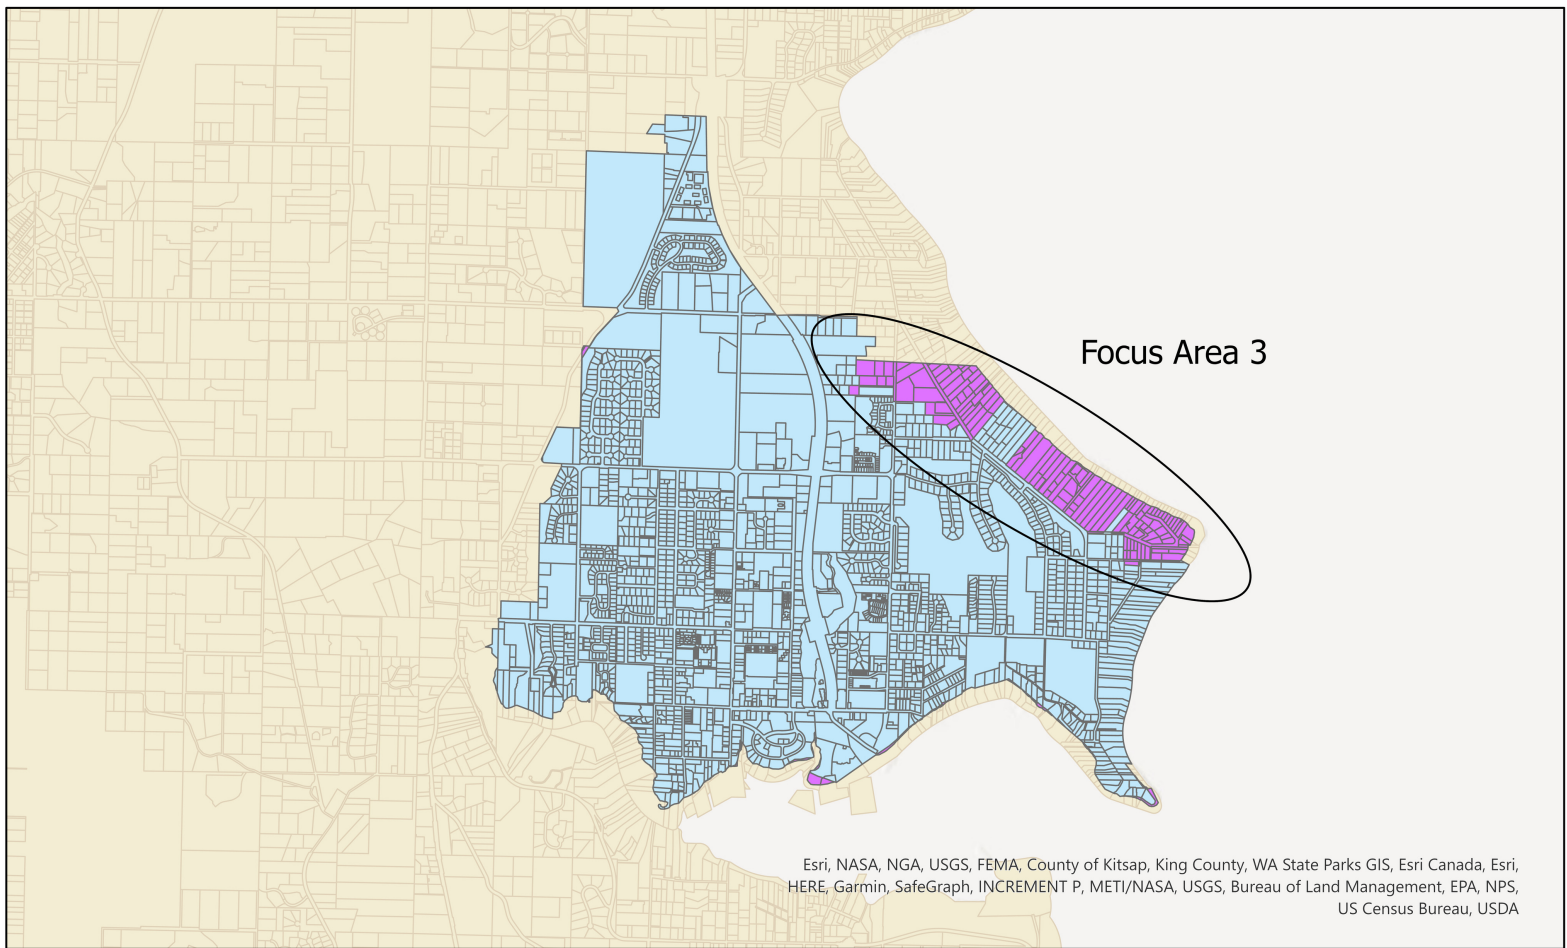 Focus Area 3
Esri, NASA, NGA, USGS, FEMA, County of Kitsap, King County, WA State Parks GIS, Esri Canada, Esri,
HERE, Garmin, SafeGraph, INCREMENT P, METI/NASA, USGS, Bureau of Land Management, EPA, NPS,
US Census Bureau, USDA